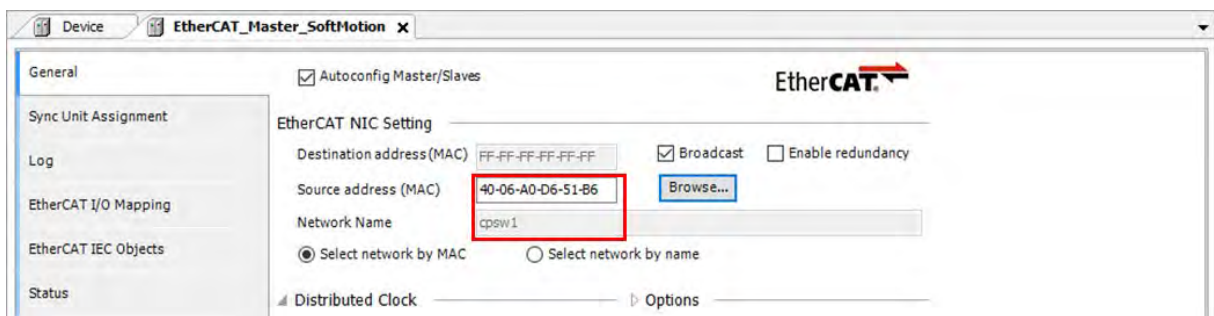 Device
EtherCAT_Master_SoftMotion x
General
Autoconfig Master/Slaves
EtherCAT.
Sync Unit Assignment
EtherCAT NIC Setting
Log
Destination address (MAC) FF-FF-FF-FF-FF-FF Broadcast Enable redundancy
Source address (MAC) 40-06-A0-D6-51-B6 Browse...
EtherCAT I/O Mapping
Network Name cpsw1
EtherCAT IEC Objects
Select network by MAC Select network by name
Status
Distributed Clock Options